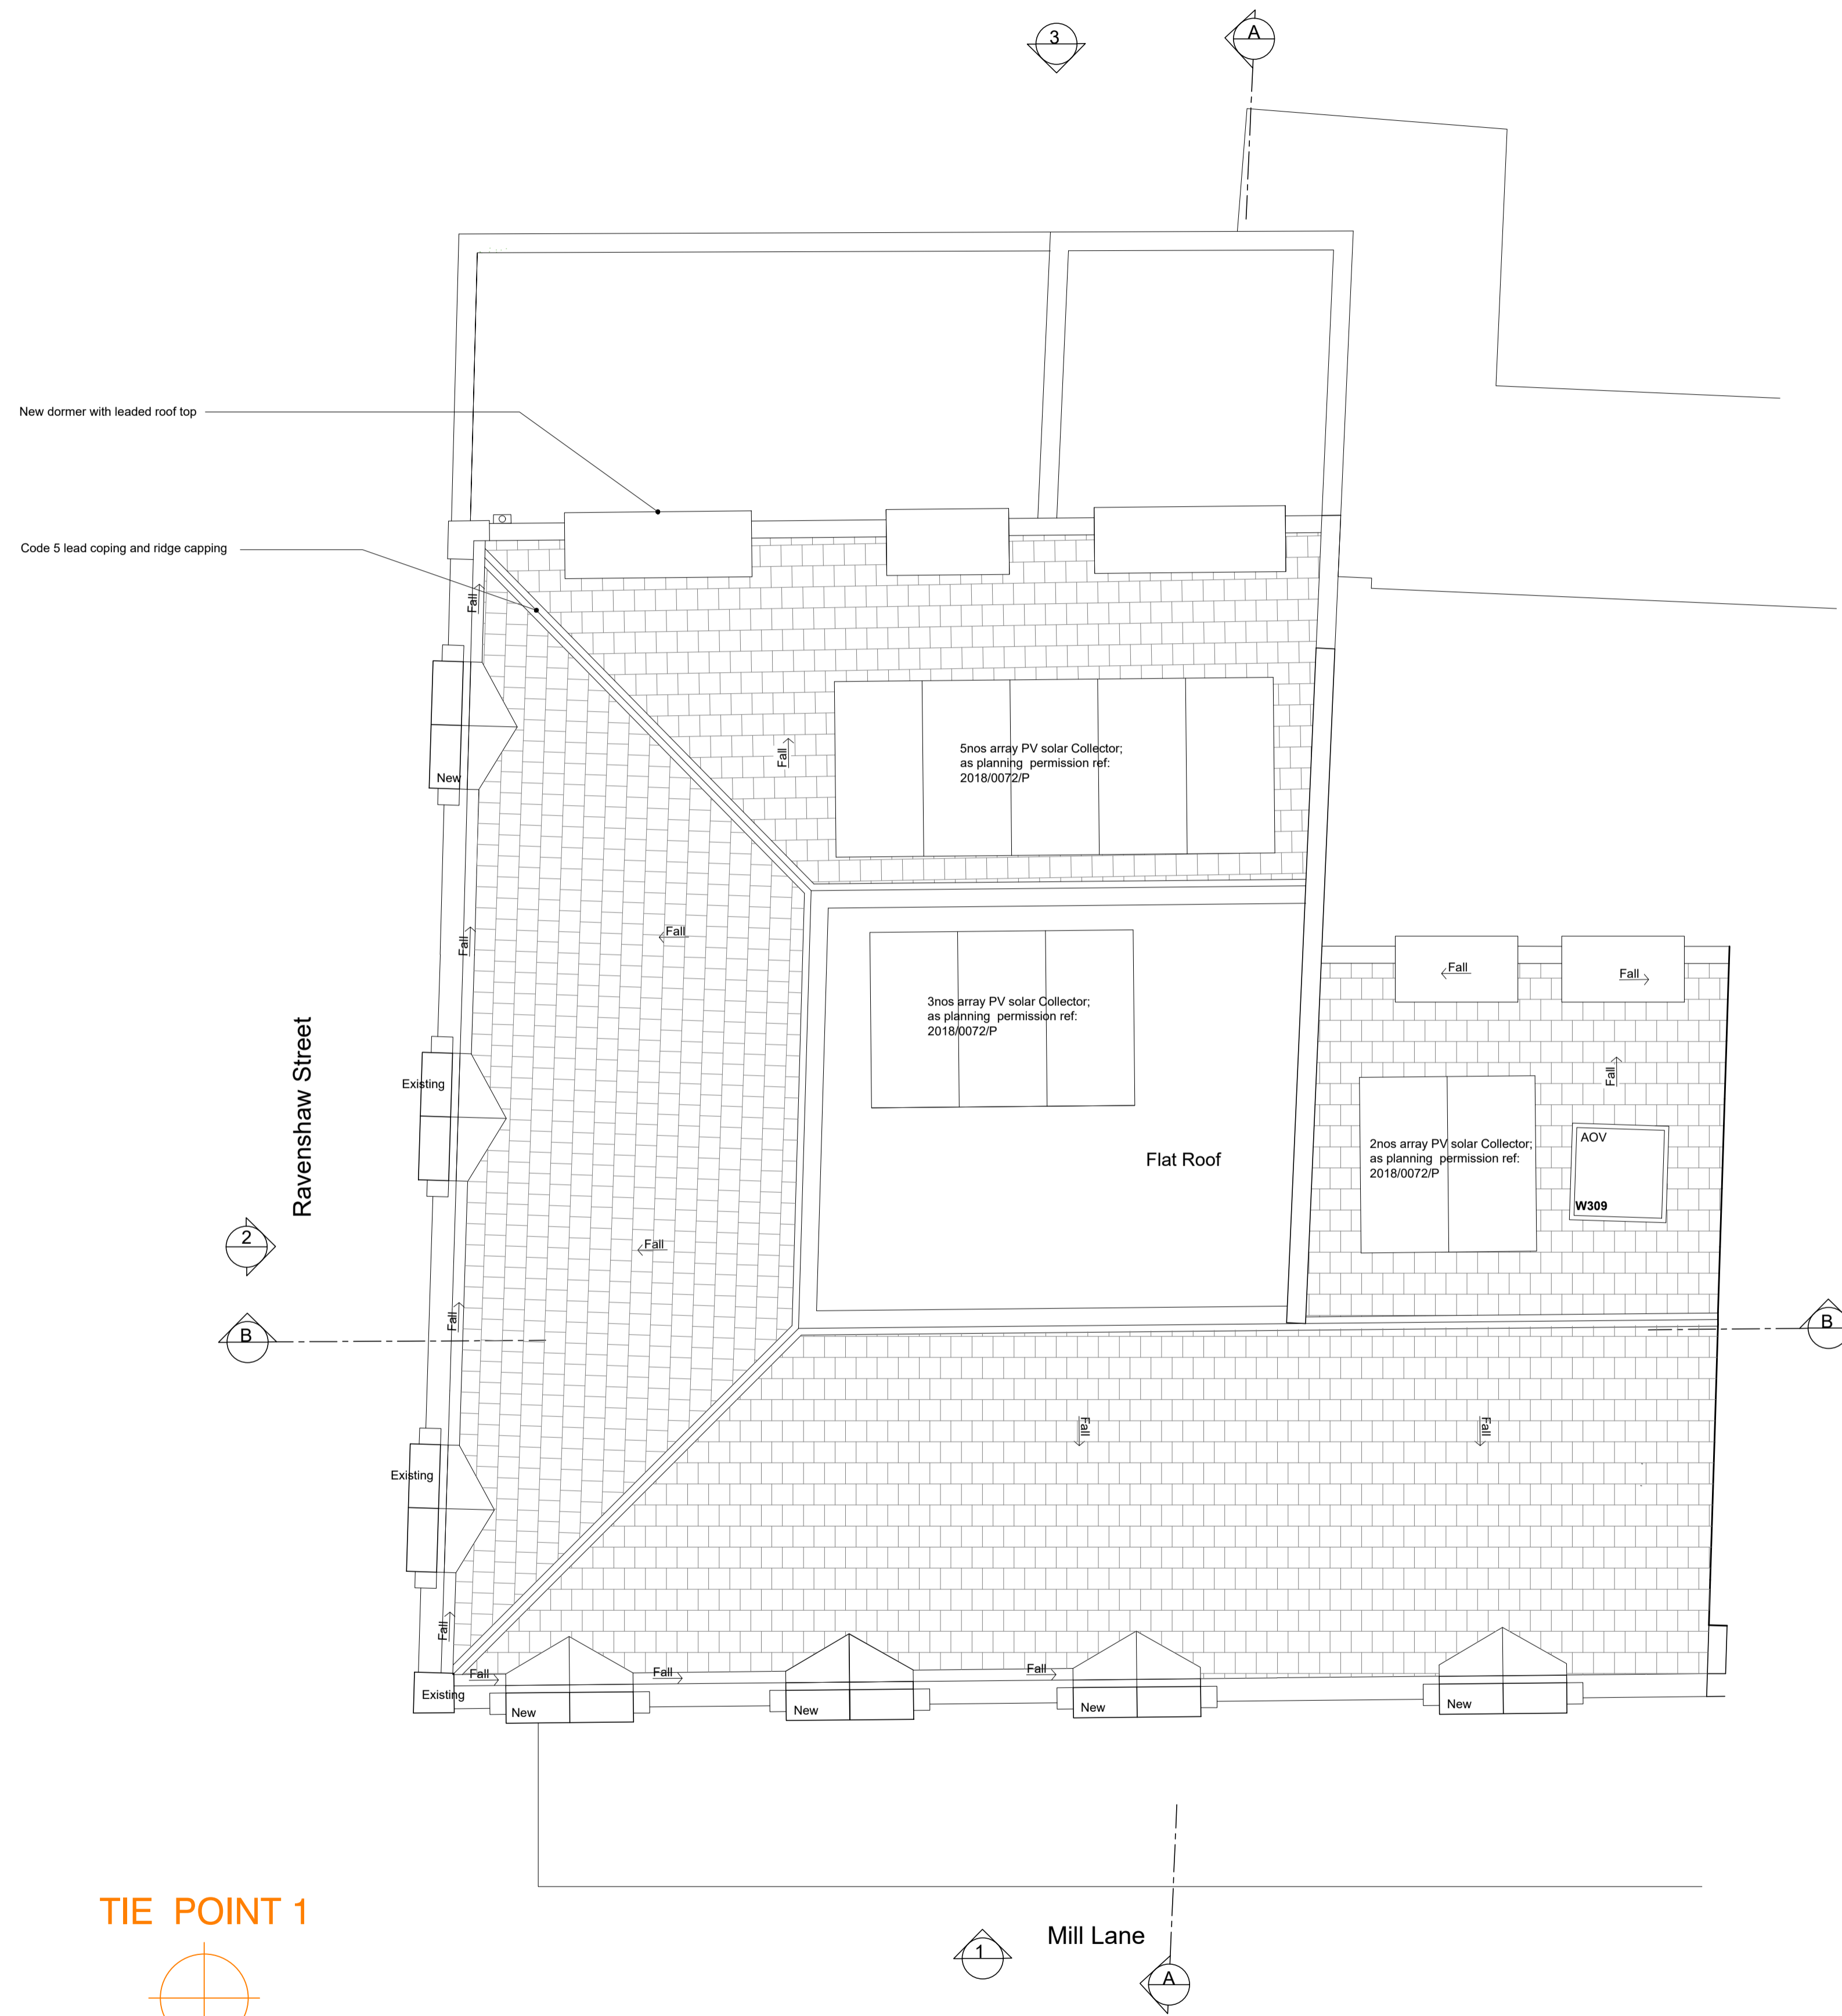 3
A
New dormer with leaded roof top
Code 5 lead coping and ridge capping
Fall
New
Fall
5nos array PV solar Collector;
as planning  permission ref:
2018/0072/P
Fall
Fall
3nos array PV solar Collector;
as planning  permission ref:
2018/0072/P
Fall
Fall
Fall
Existing
Ravenshaw Street
2nos array PV solar Collector;
as planning  permission ref:
2018/0072/P
AOV
W309
Flat Roof
2
Fall
Fall
B
B
Fall
Fall
Existing
Fall
Fall
Fall
Fall
Existing
New
New
New
New
TIE  POINT 1
Mill Lane
1
A